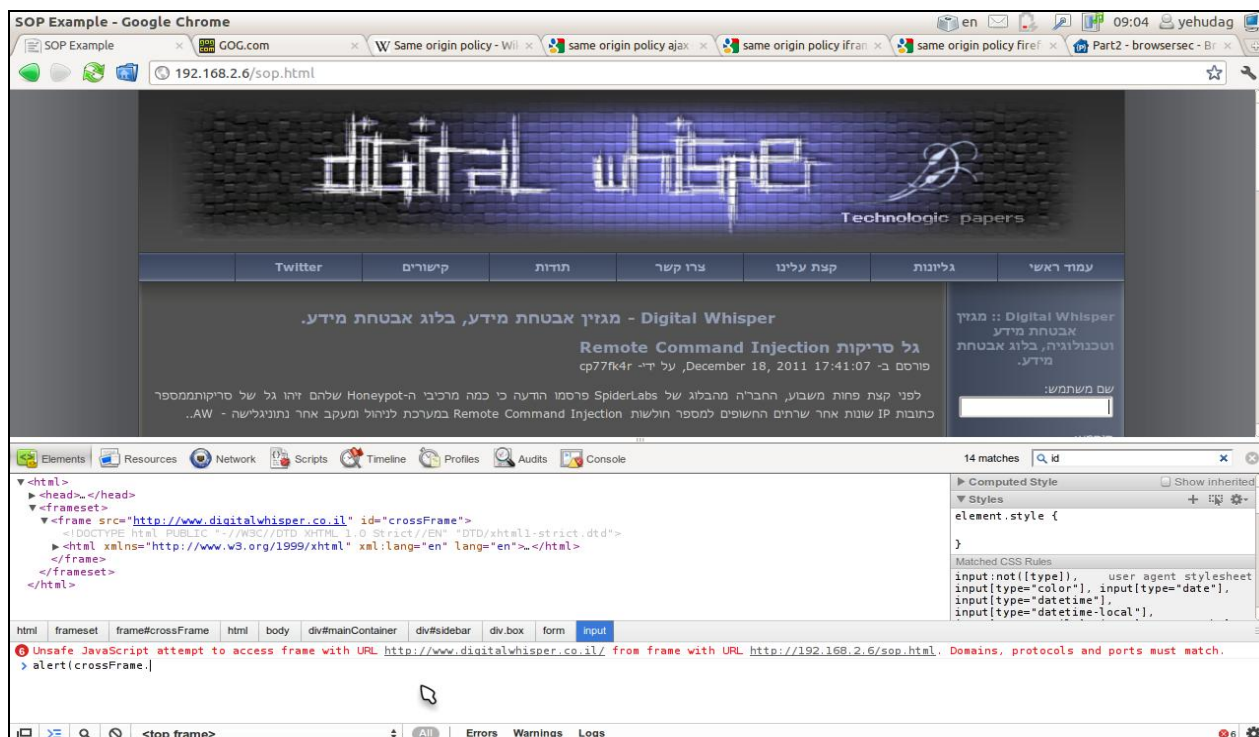 SOP Example - Google Chrome
en 09:04 yehudag
SOP Example
GOG.com
Same origin policy - Wi
same origin policy ajax
same origin policy ifran
same origin policy firef
Part2 - browsersec - Br
192.168.2.6/sop.html
digital whisper
Technologic papers
עמוד ראשי
גליונות
קצת עלינו
צרו קשר
תודות
קישורים
Twitter
Digital Whisper :: מגזין
אבטחת מידע
וטכנולוגיה, בלוג אבטחת
מידע.
שם משתמש:
Digital Whisper - מגזין אבטחת מידע, בלוג אבטחת מידע.
גל סריקות Remote Command Injection
פורסם ב- December 18, 2011 17:41:07, על ידי- cp77fk4r
לפני קצת פחות משבוע, החבר'ה מהבלוג של SpiderLabs פרסמו הודעה כי כמה מרכיבי ה-Honeypot שלהם זיהו גל של סריקותממספר
כתובות IP שונות אחר שרתים החשופים למספר חולשות Remote Command Injection במערכת לניהול ומעקב אחר נתוניגלישה - AW..
Elements Resources Network Scripts Timeline Profiles Audits Console
14 matches id
<html>
<head>…</head>
<frameset>
<frame src="http://www.digitalwhisper.co.il" id="crossFrame">
<!DOCTYPE html PUBLIC "-//W3C//DTD XHTML 1.0 Strict//EN" "DTD/xhtml1-strict.dtd">
<html xmlns="http://www.w3.org/1999/xhtml" xml:lang="en" lang="en">…</html>
</frame>
</frameset>
</html>
Computed Style Show inherited
Styles
element.style {
}
Matched CSS Rules
input:not([type]), user agent stylesheet
input[type="color"], input[type="date"],
input[type="datetime"],
input[type="datetime-local"],
html frameset frame#crossFrame html body div#mainContainer div#sidebar div.box form input
6 Unsafe JavaScript attempt to access frame with URL http://www.digitalwhisper.co.il/ from frame with URL http://192.168.2.6/sop.html. Domains, protocols and ports must match.
> alert(crossFrame.
<top frame> All Errors Warnings Logs 6